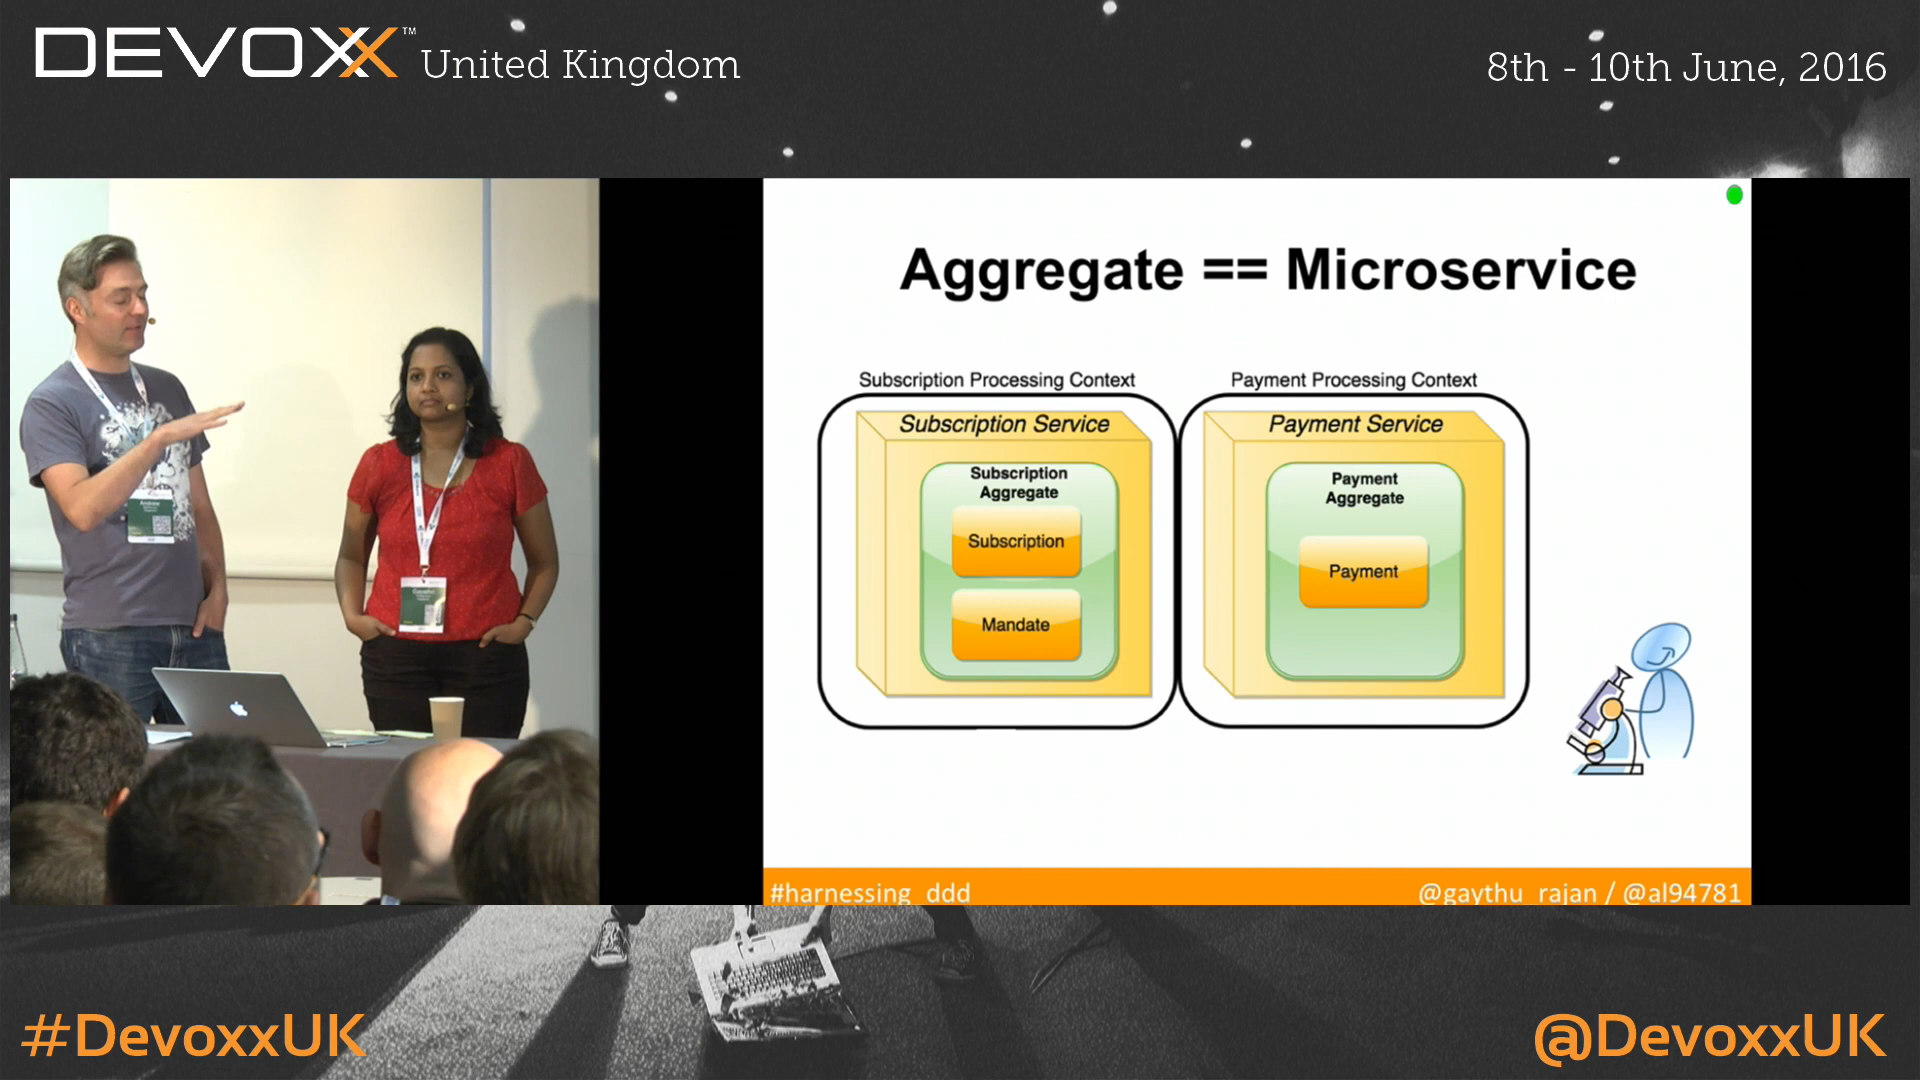 DEVOXX™ United Kingdom
8th - 10th June, 2016
Aggregate == Microservice
Subscription Processing Context
Payment Processing Context
Subscription Service
Payment Service
Subscription
Aggregate
Subscription
Mandate
Payment
Aggregate
Payment
#harnessing_ddd
@gaythu_rajan / @al94781
Andrew
#DevoxxUK
@DevoxxUK